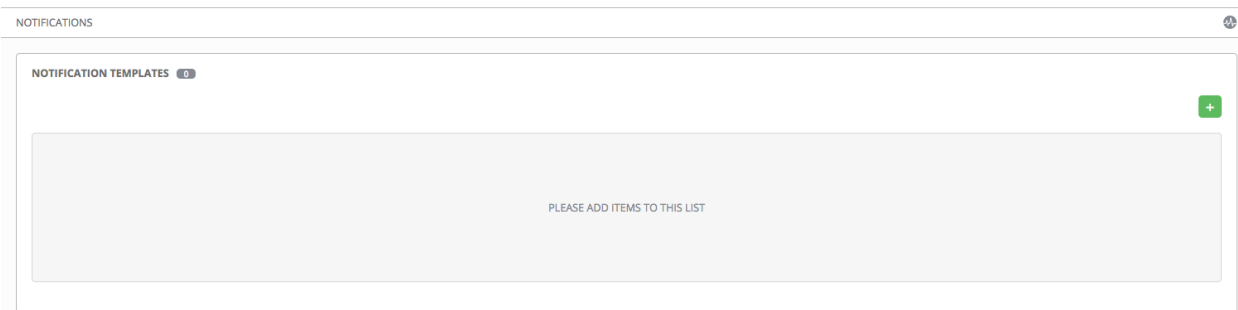 NOTIFICATIONS
NOTIFICATION TEMPLATES 0
+
PLEASE ADD ITEMS TO THIS LIST